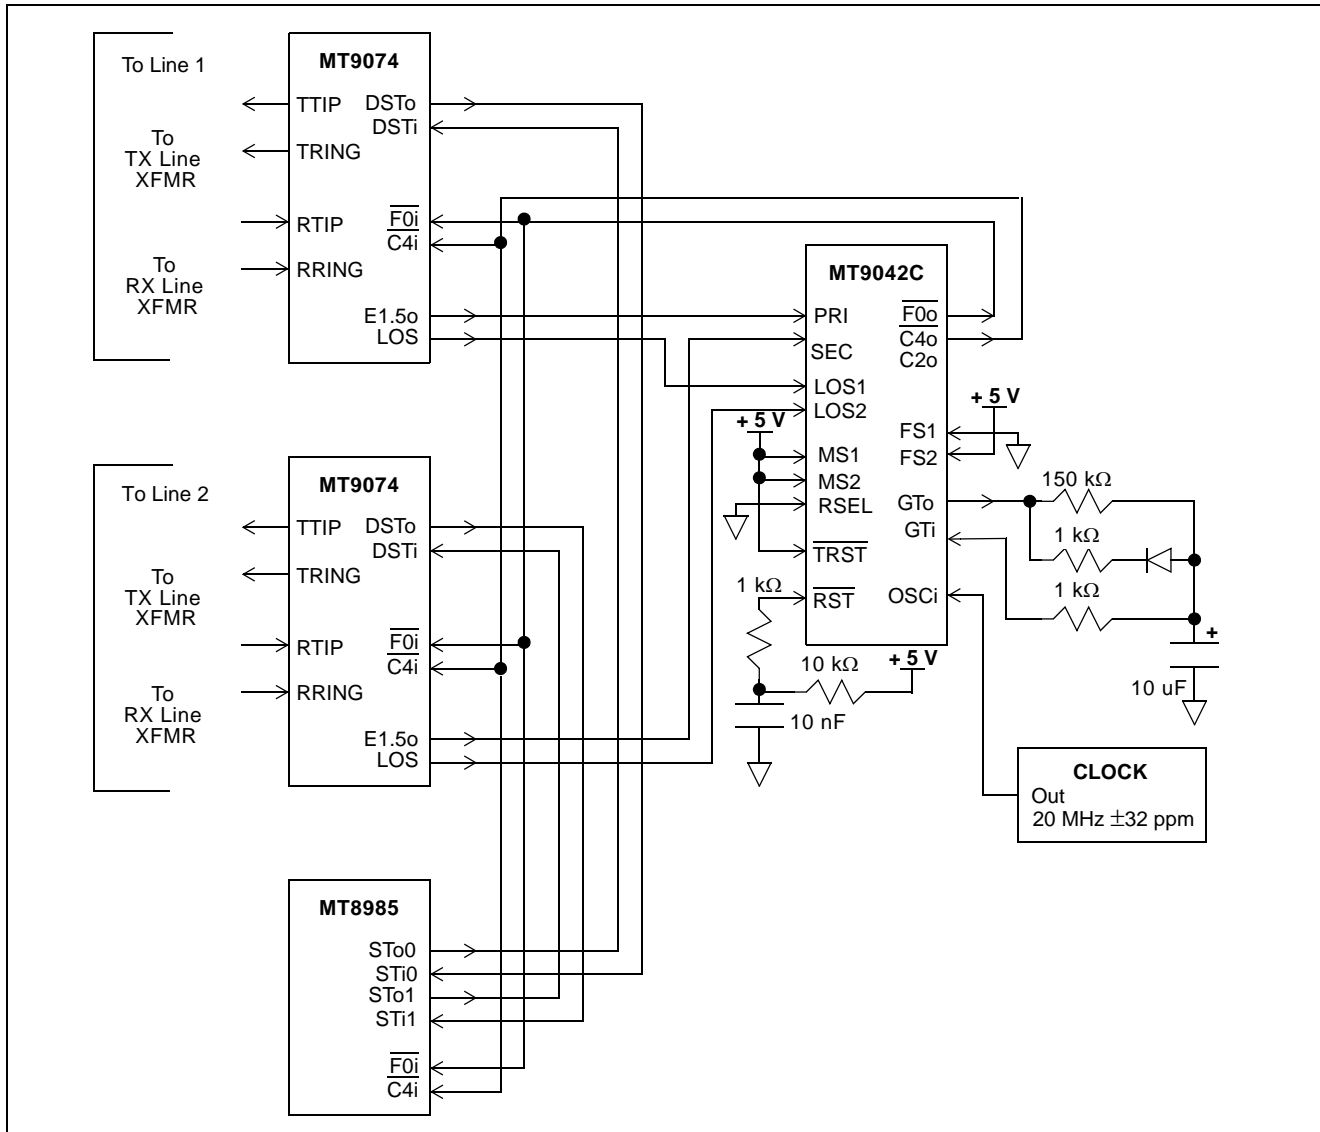 To Line 1
To
TX Line
XFMR
To
RX Line
XFMR
MT9074
TTIP
TRING
RTIP
RRING
DSTo
DSTi
F0i
C4i
E1.5o
LOS
To Line 2
To
TX Line
XFMR
To
RX Line
XFMR
MT9074
TTIP
TRING
RTIP
RRING
DSTo
DSTi
F0i
C4i
E1.5o
LOS
MT8985
STo0
STi0
STo1
STi1
F0i
C4i
MT9042C
PRI
SEC
LOS1
LOS2
MS1
MS2
RSEL
TRST
RST
F0o
C4o
C2o
FS1
FS2
GTo
GTi
OSCi
+ 5 V
+ 5 V
150 kΩ
1 kΩ
1 kΩ
+
10 uF
1 kΩ
10 kΩ
+ 5 V
10 nF
CLOCK
Out
20 MHz ±32 ppm